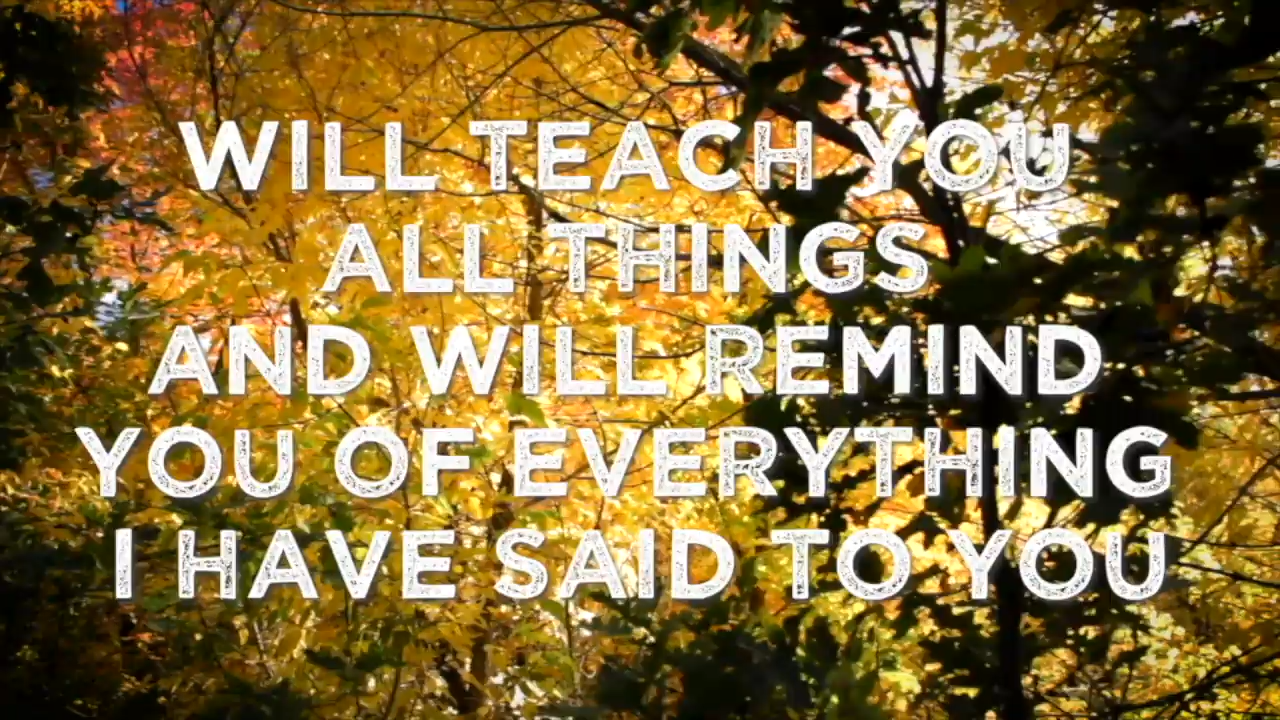 WILL TEACH YOU
ALL THINGS
AND WILL REMIND
YOU OF EVERYTHING
I HAVE SAID TO YOU